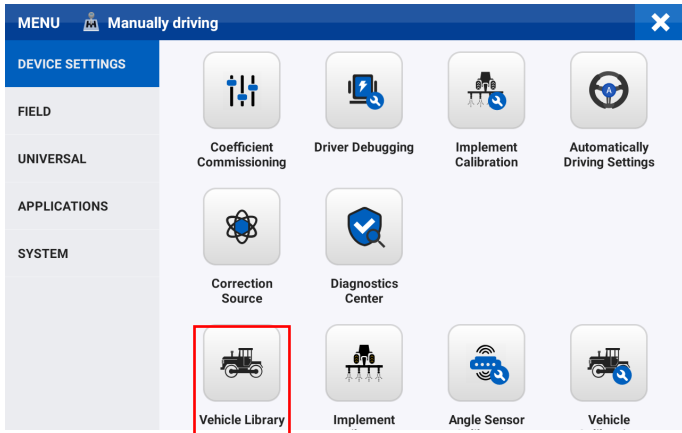 MENU Manually driving
DEVICE SETTINGS
FIELD
UNIVERSAL
APPLICATIONS
SYSTEM
Coefficient
Commissioning
Driver Debugging
Implement
Calibration
A
Automatically
Driving Settings
Correction
Source
Diagnostics
Center
Vehicle Library
Implement
Angle Sensor
Vehicle